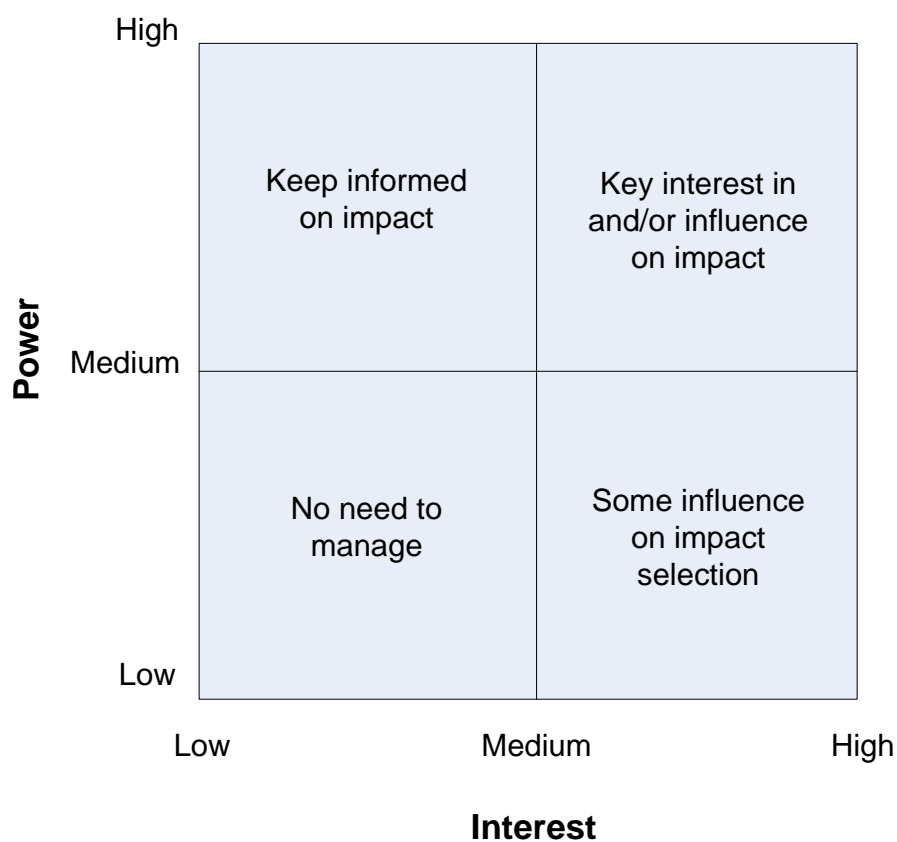 High
Keep informed
on impact
Key interest in
and/or influence
on impact
Power
Medium
No need to
manage
Some influence
on impact
selection
Low
Low
Medium
High
Interest